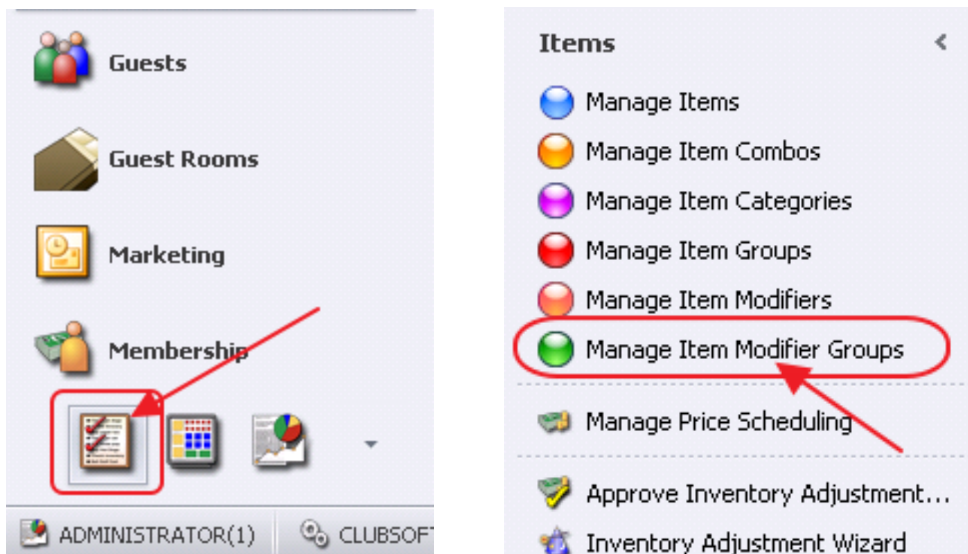 Guests
Guest Rooms
Marketing
Membership
ADMINISTRATOR(1)
CLUBSOFT
Items
Manage Items
Manage Item Combos
Manage Item Categories
Manage Item Groups
Manage Item Modifiers
Manage Item Modifier Groups
Manage Price Scheduling
Approve Inventory Adjustment...
Inventory Adjustment Wizard